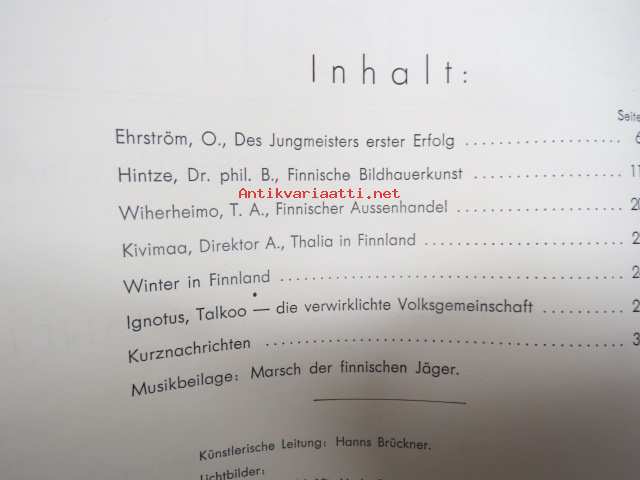 Inhalt:
Seite
Ehrström, O., Des Jungmeisters erster Erfolg
Hintze, Dr. phil. B., Finnische Bildhauerkunst
Antikvariaatti.net
Wiherheimo, T. A., Finnischer Aussenhandel
Kivimaa, Direktor A., Thalia in Finnland
Winter in Finnland
Ignotus, Talkoo — die verwirklichte Volksgemeinschaft
Kurznachrichten
Musikbeilage: Marsch der finnischen Jäger.
Künstlerische Leitung: Hanns Brückner.
Lichtbilder: